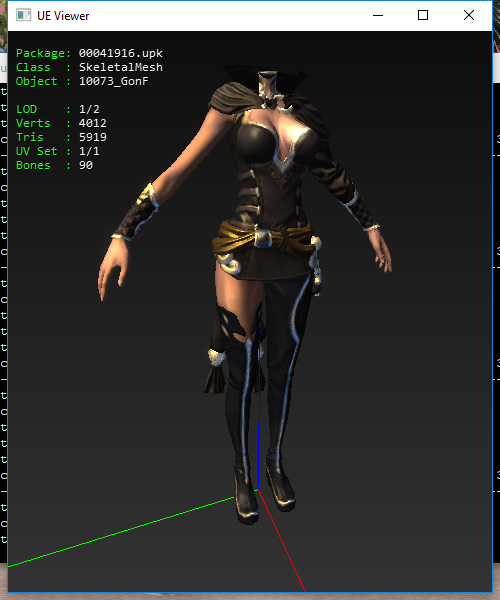 UE Viewer
Package: 00041916.upk
Class : SkeletalMesh
Object : 10073_GonF
LOD : 1/2
Verts : 4012
Tris : 5919
UV Set : 1/1
Bones : 90